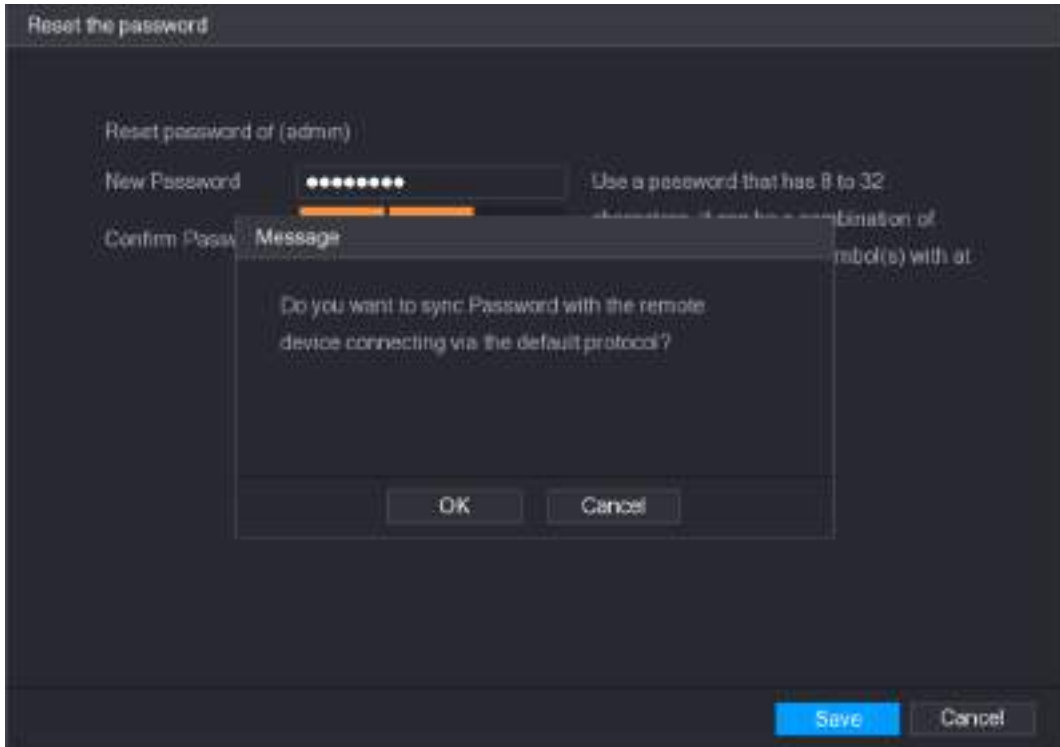 Reset the password
Reset password of (admin)
New Password ●●●●●●●● Use a password that has 8 to 32
combination of
Confirm Passw
mbol(s) with at
Message
Do you want to sync Password with the remote
device connecting via the default protocol?
OK Cancel
Save Cancel